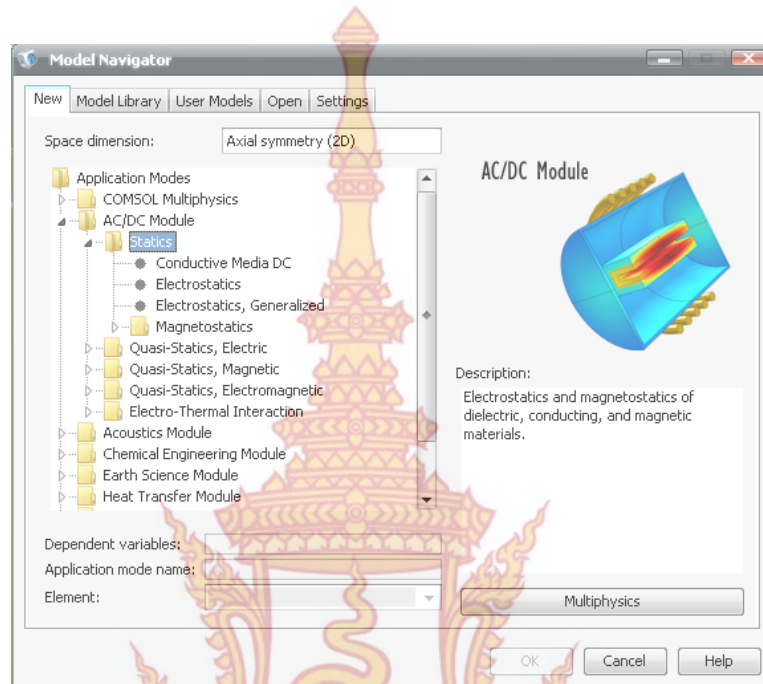 Model Navigator
New Model Library User Models Open Settings
Space dimension: Axial symmetry (2D)
Application Modes
COMSOL Multiphysics
AC/DC Module
Statics
Conductive Media DC
Electrostatics
Electrostatics, Generalized
Magnetostatics
Quasi-Statics, Electric
Quasi-Statics, Magnetic
Quasi-Statics, Electromagnetic
Electro-Thermal Interaction
Acoustics Module
Chemical Engineering Module
Earth Science Module
Heat Transfer Module
Dependent variables:
Application mode name:
Element:
AC/DC Module
Description:
Electrostatics and magnetostatics of
dielectric, conducting, and magnetic
materials.
Multiphysics
OK Cancel Help